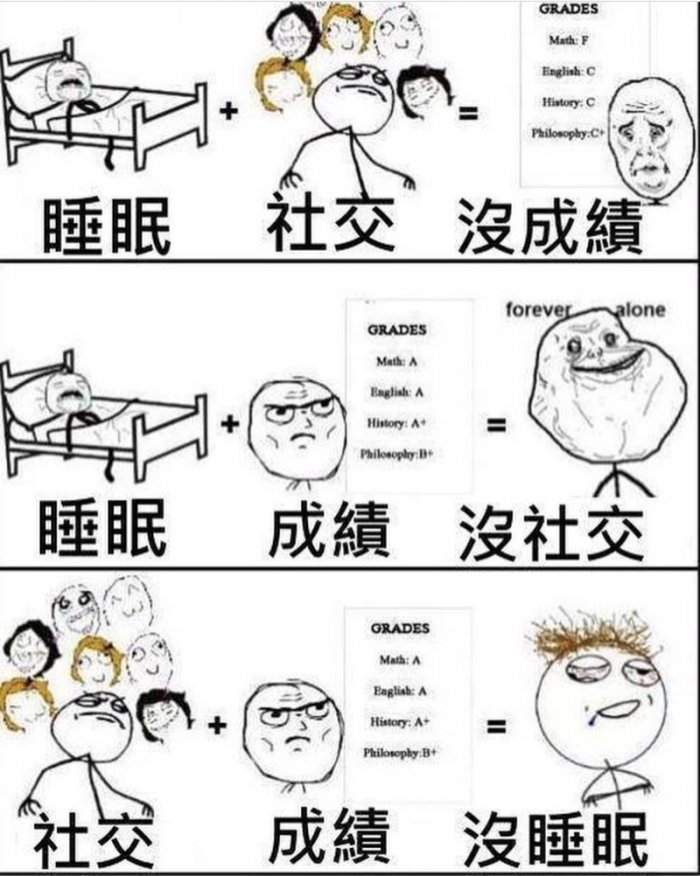 GRADES
Math: F
English: C
History: C
Philosophy:C+
+
=
睡眠 社交 沒成績
forever alone
GRADES
Math: A
English: A
History: A+
Philosophy:B+
+
=
睡眠 成績 沒社交
GRADES
Math: A
English: A
History: A+
Philosophy:B+
+
=
社交 成績 沒睡眠